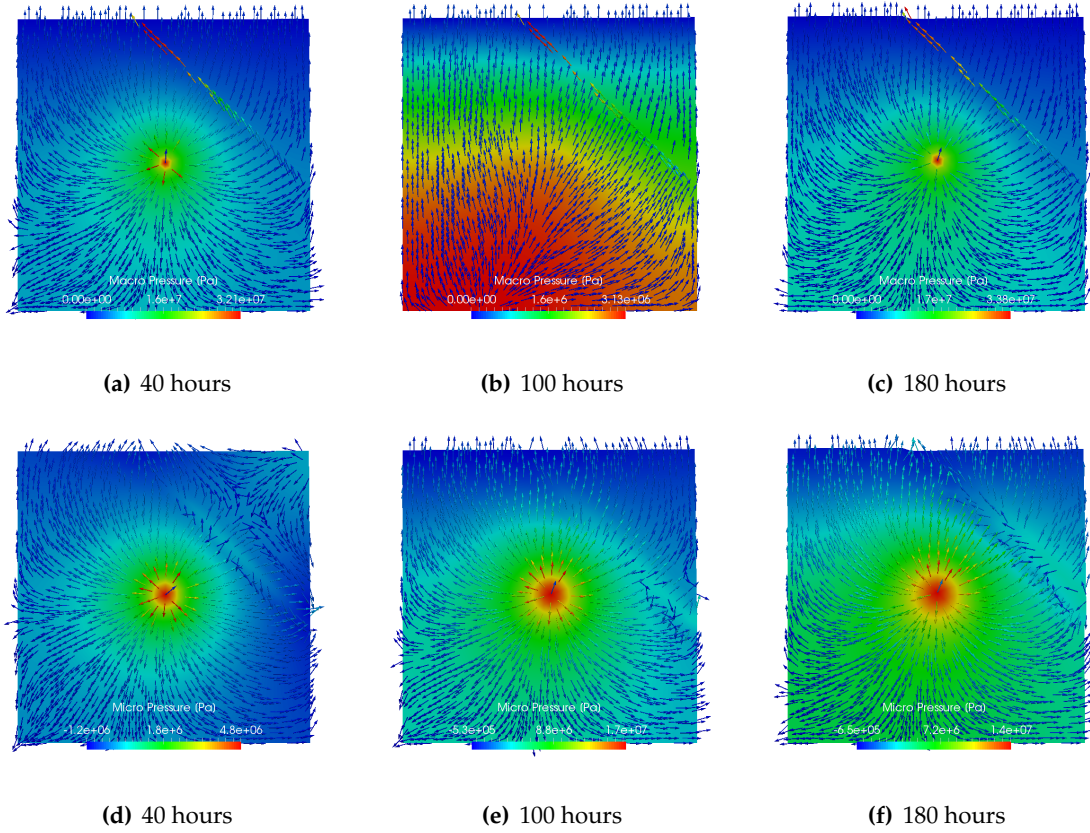 Macro Pressure (Pa)
0.00e+00 1.6e+7 3.21e+07
Macro Pressure (Pa)
0.00e+00 1.6e+6 3.13e+06
Macro Pressure (Pa)
0.00e+00 1.7e+7 3.38e+07
(a) 40 hours
(b) 100 hours
(c) 180 hours
Micro Pressure (Pa)
-1.2e+06 1.8e+6 4.8e+06
Micro Pressure (Pa)
-5.3e+05 8.8e+6 1.7e+07
Micro Pressure (Pa)
-6.5e+05 7.2e+6 1.4e+07
(d) 40 hours
(e) 100 hours
(f) 180 hours